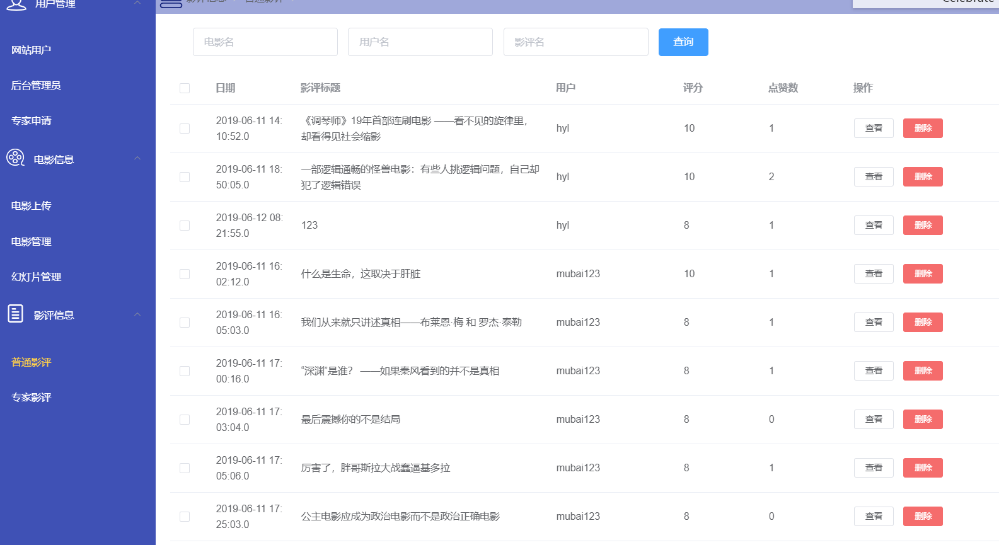 用户管理
网站用户
后台管理员
专家申请
电影信息
电影上传
电影管理
幻灯片管理
影评信息
普通影评
专家影评
影评信息 普通影评
Celebrate
电影名 用户名 影评名 查询
日期 影评标题 用户 评分 点赞数 操作
2019-06-11 14:
10:52.0
《调琴师》19年首部连刷电影 ——看不见的旋律里，
却看得见社会缩影
hyl 10 1 查看 删除
2019-06-11 18:
50:05.0
一部逻辑通畅的怪兽电影：有些人挑逻辑问题，自己却
犯了逻辑错误
hyl 10 2 查看 删除
2019-06-12 08:
21:55.0
123 hyl 8 1 查看 删除
2019-06-11 16:
02:12.0
什么是生命，这取决于肝脏 mubai123 10 1 查看 删除
2019-06-11 16:
05:03.0
我们从来就只讲述真相——布莱恩·梅 和 罗杰·泰勒 mubai123 8 1 查看 删除
2019-06-11 17:
00:16.0
“深渊”是谁？ ——如果秦风看到的并不是真相 mubai123 8 1 查看 删除
2019-06-11 17:
03:04.0
最后震撼你的不是结局 mubai123 8 0 查看 删除
2019-06-11 17:
05:06.0
厉害了，胖哥斯拉大战蠢逼基多拉 mubai123 8 1 查看 删除
2019-06-11 17:
25:03.0
公主电影应成为政治电影而不是政治正确电影 mubai123 8 0 查看 删除